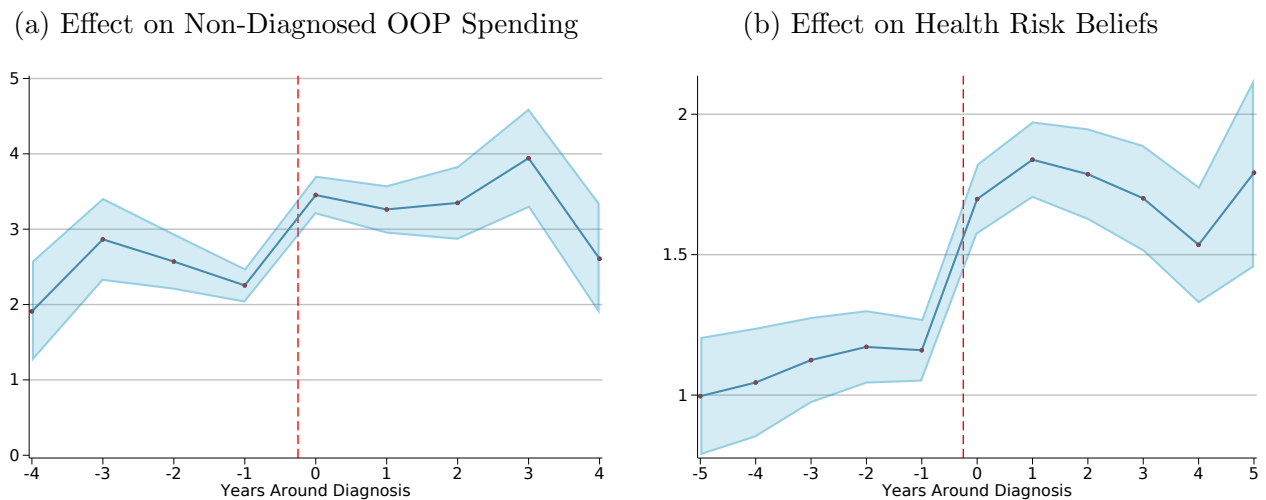 (a) Effect on Non-Diagnosed OOP Spending
5
4
3
2
1
0
-4 -3 -2 -1 0 1 2 3 4
Years Around Diagnosis
(b) Effect on Health Risk Beliefs
2
1.5
1
-5 -4 -3 -2 -1 0 1 2 3 4 5
Years Around Diagnosis